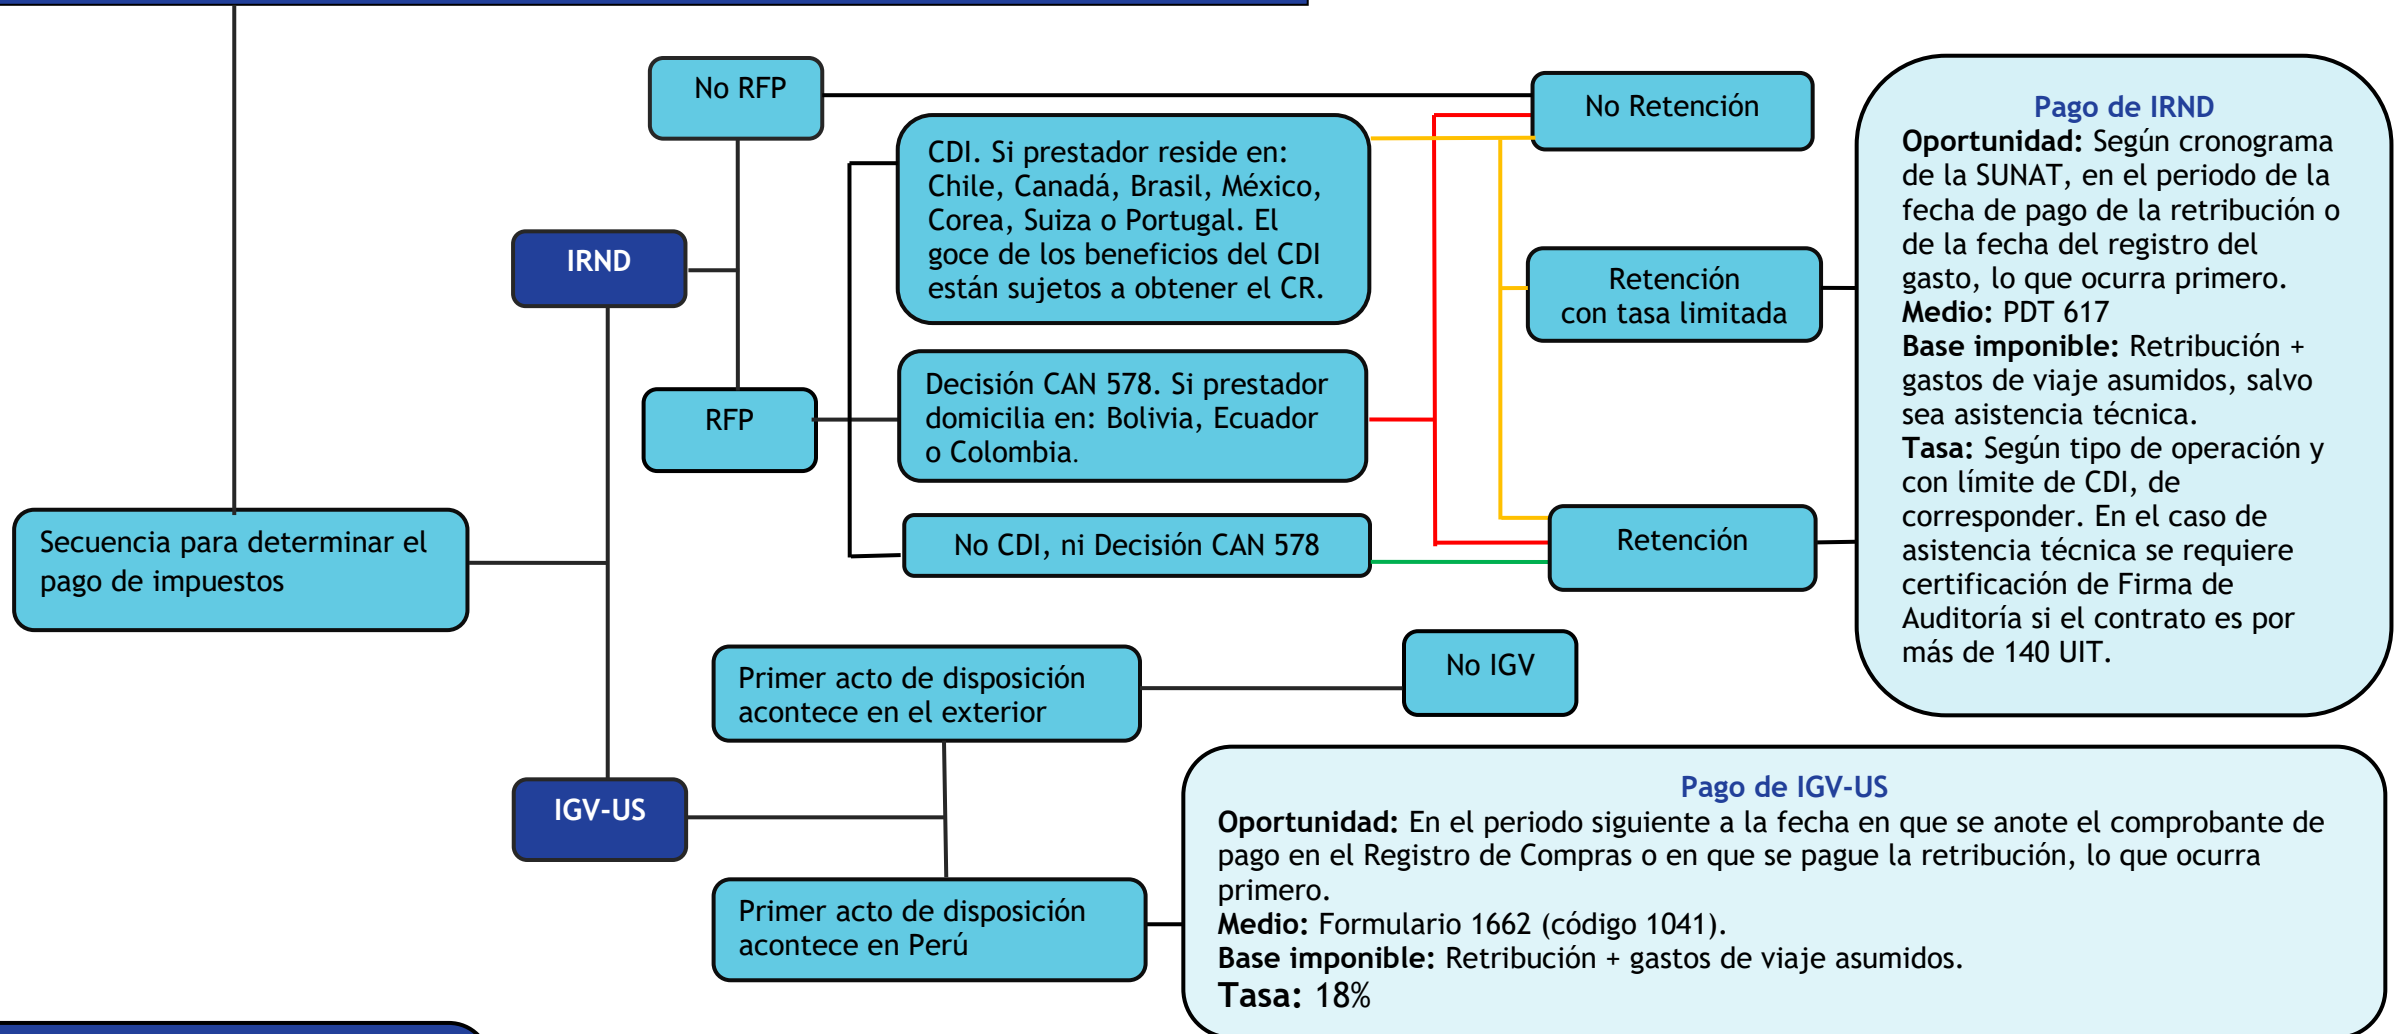 No RFP
No Retención
CDI. Si prestador reside en:
Chile, Canadá, Brasil, México,
Corea, Suiza o Portugal. El
goce de los beneficios del CDI
están sujetos a obtener el CR.
IRND
Retención
con tasa limitada
RFP
Decisión CAN 578. Si prestador
domicilia en: Bolivia, Ecuador
o Colombia.
No CDI, ni Decisión CAN 578
Retención
Pago de IRND
Oportunidad: Según cronograma
de la SUNAT, en el periodo de la
fecha de pago de la retribución o
de la fecha del registro del
gasto, lo que ocurra primero.
Medio: PDT 617
Base imponible: Retribución +
gastos de viaje asumidos, salvo
sea asistencia técnica.
Tasa: Según tipo de operación y
con límite de CDI, de
corresponder. En el caso de
asistencia técnica se requiere
certificación de Firma de
Auditoría si el contrato es por
más de 140 UIT.
Secuencia para determinar el
pago de impuestos
Primer acto de disposición
acontece en el exterior
No IGV
IGV-US
Primer acto de disposición
acontece en Perú
Pago de IGV-US
Oportunidad: En el periodo siguiente a la fecha en que se anote el comprobante de
pago en el Registro de Compras o en que se pague la retribución, lo que ocurra
primero.
Medio: Formulario 1662 (código 1041).
Base imponible: Retribución + gastos de viaje asumidos.
Tasa: 18%